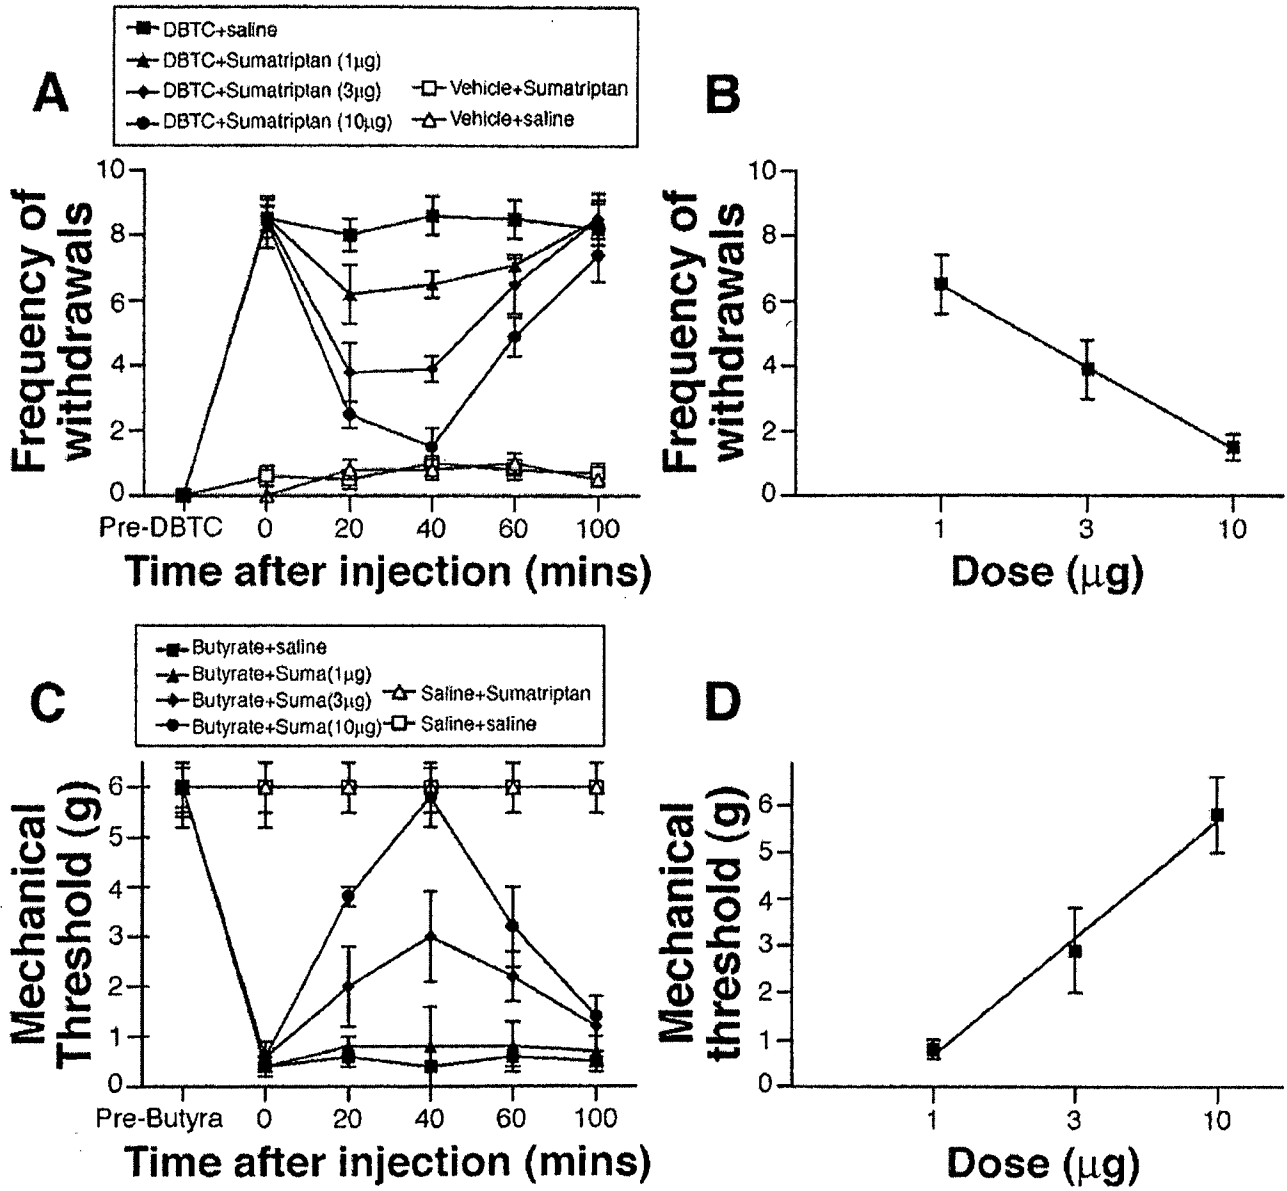 DBTC+saline
DBTC+Sumatriptan (1μg)
DBTC+Sumatriptan (3μg)
DBTC+Sumatriptan (10μg)
Vehicle+Sumatriptan
Vehicle+saline
A
Frequency of
withdrawals
10
8
6
4
2
0
Pre-DBTC 0 20 40 60 100
Time after injection (mins)
B
Frequency of
withdrawals
10
8
6
4
2
0
1 3 10
Dose (μg)
Butyrate+saline
Butyrate+Suma(1μg)
Butyrate+Suma(3μg)
Butyrate+Suma(10μg)
Saline+Sumatriptan
Saline+saline
C
Mechanical
Threshold (g)
6
5
4
3
2
1
0
Pre-Butyra 0 20 40 60 100
Time after injection (mins)
D
Mechanical
threshold (g)
6
5
4
3
2
1
0
1 3 10
Dose (μg)